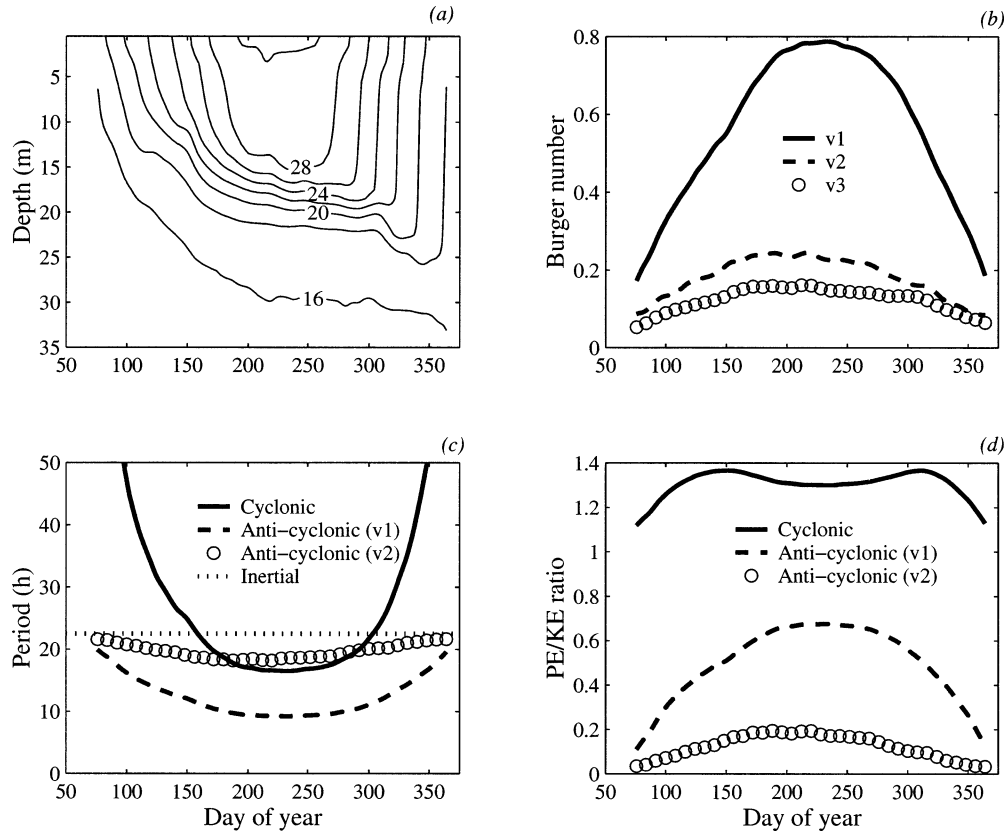 (a)
Depth (m)
5
10
15
20
25
30
35
28
24
20
16
50 100 150 200 250 300 350
(b)
Burger number
0.8
0.6
0.4
0.2
0
v1
v2
v3
50 100 150 200 250 300 350
(c)
Period (h)
50
40
30
20
10
0
Cyclonic
Anti-cyclonic (v1)
Anti-cyclonic (v2)
Inertial
50 100 150 200 250 300 350
Day of year
(d)
PE/KE ratio
1.4
1.2
1
0.8
0.6
0.4
0.2
0
Cyclonic
Anti-cyclonic (v1)
Anti-cyclonic (v2)
50 100 150 200 250 300 350
Day of year